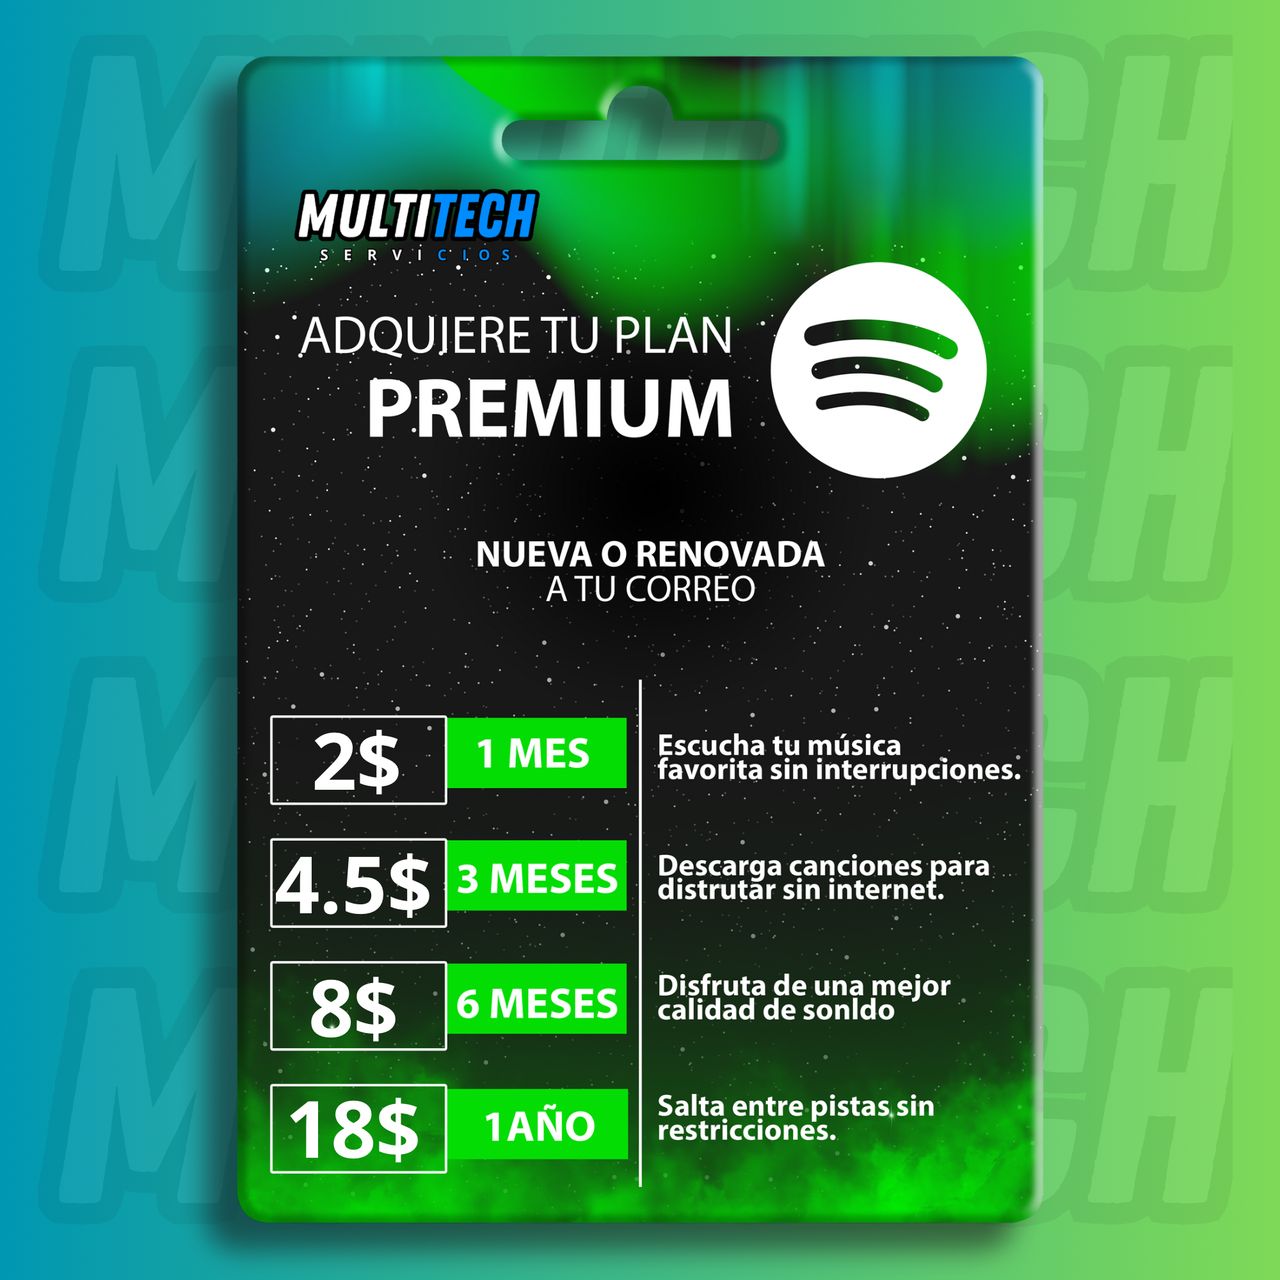 MULTITECH
SERVICIOS
ADQUIERE TU PLAN
PREMIUM
NUEVA O RENOVADA
A TU CORREO
2$ 1 MES
Escucha tu música
favorita sin interrupciones.
4.5$ 3 MESES
Descarga canciones para
distrutar sin internet.
8$ 6 MESES
Disfruta de una mejor
calidad de sonldo
18$ 1AÑO
Salta entre pistas sin
restricciones.